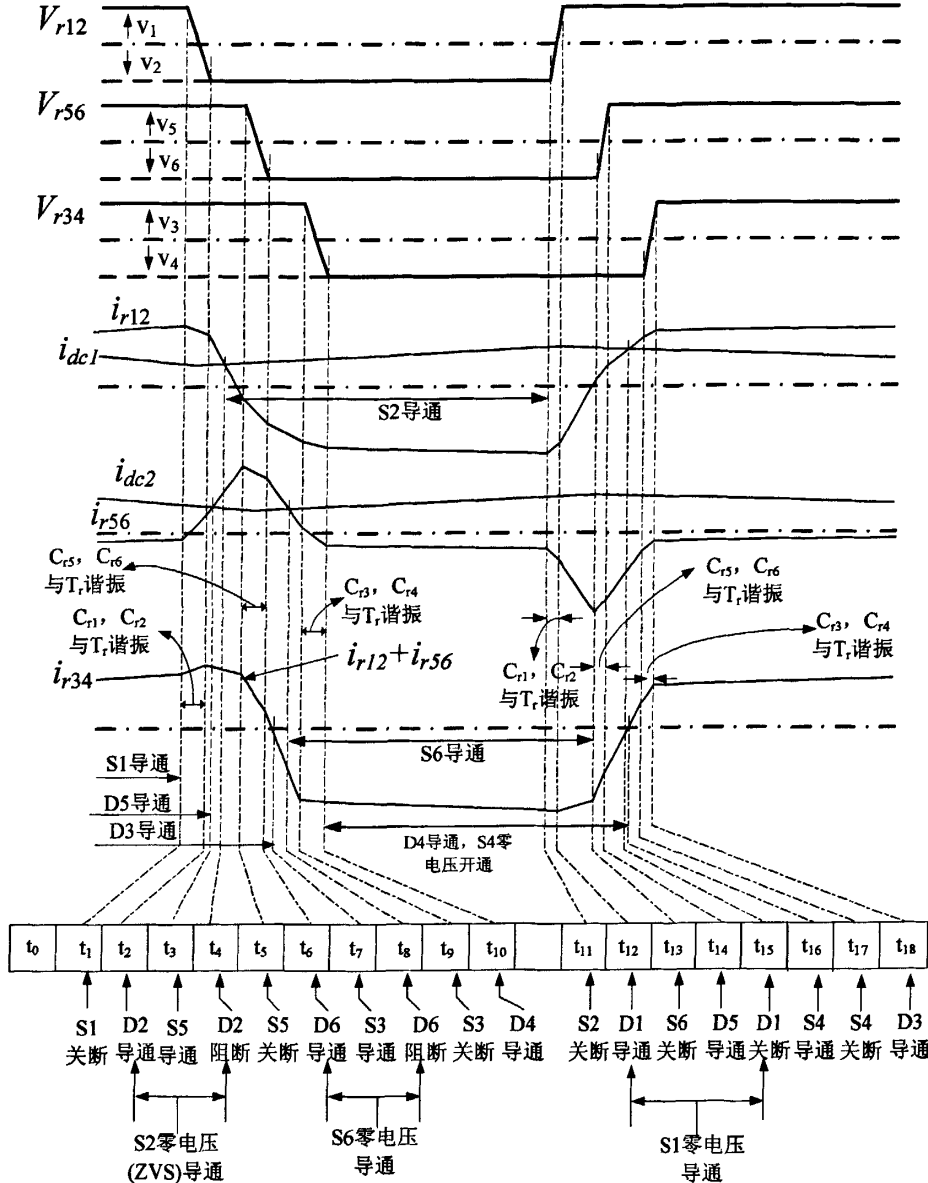 Vr12
v1
v2
Vr56
v5
v6
Vr34
v3
v4
ir12
idc1
S2导通
idc2
ir56
Cr5，Cr6
与Tr谐振
Cr3，Cr4
与Tr谐振
Cr1，Cr2
与Tr谐振
Cr5，Cr6
与Tr谐振
Cr3，Cr4
与Tr谐振
Cr1，Cr2
与Tr谐振
ir34
ir12+ir56
S6导通
S1导通
D5导通
D3导通
D4导通，S4零
电压开通
t0 t1 t2 t3 t4 t5 t6 t7 t8 t9 t10 t11 t12 t13 t14 t15 t16 t17 t18
S1 D2 S5 D2 S5 D6 S3 D6 S3 D4 S2 D1 S6 D5 D1 S4 S4 D3
关断 导通 导通 阻断 关断 导通 导通 阻断 关断 导通 关断 导通 关断 导通 关断 导通 关断 导通
S2零电压
(ZVS)导通
S6零电压
导通
S1零电压
导通